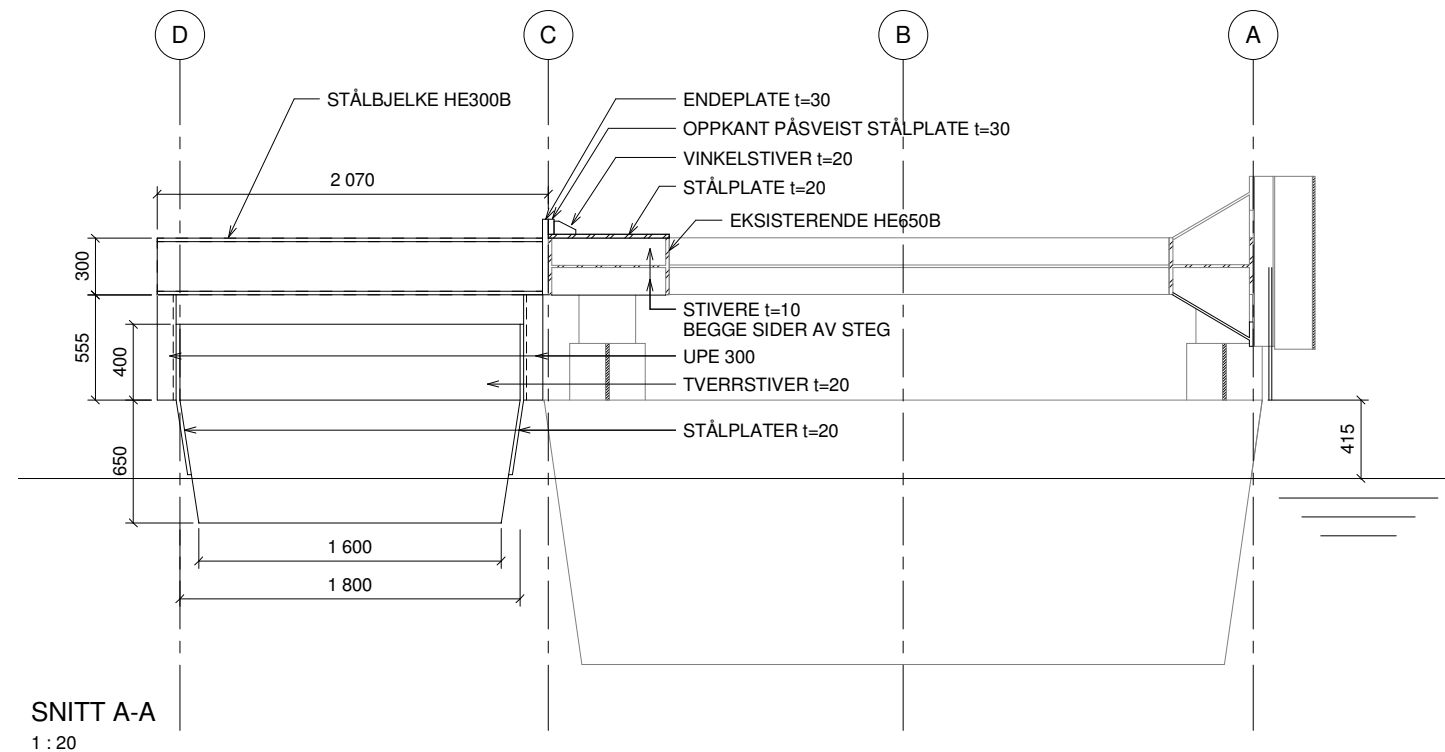 D
C
B
A
STÅLBJELKE HE300B
ENDEPLATE t=30
OPPKANT PÅSVEIST STÅLPLATE t=30
VINKELSTIVER t=20
STÅLPLATE t=20
EKSISTERENDE HE650B
2 070
300
555
400
650
STIVERE t=10
BEGGE SIDER AV STEG
UPE 300
TVERRSTIVER t=20
STÅLPLATER t=20
415
1 600
1 800
SNITT A-A
1 : 20